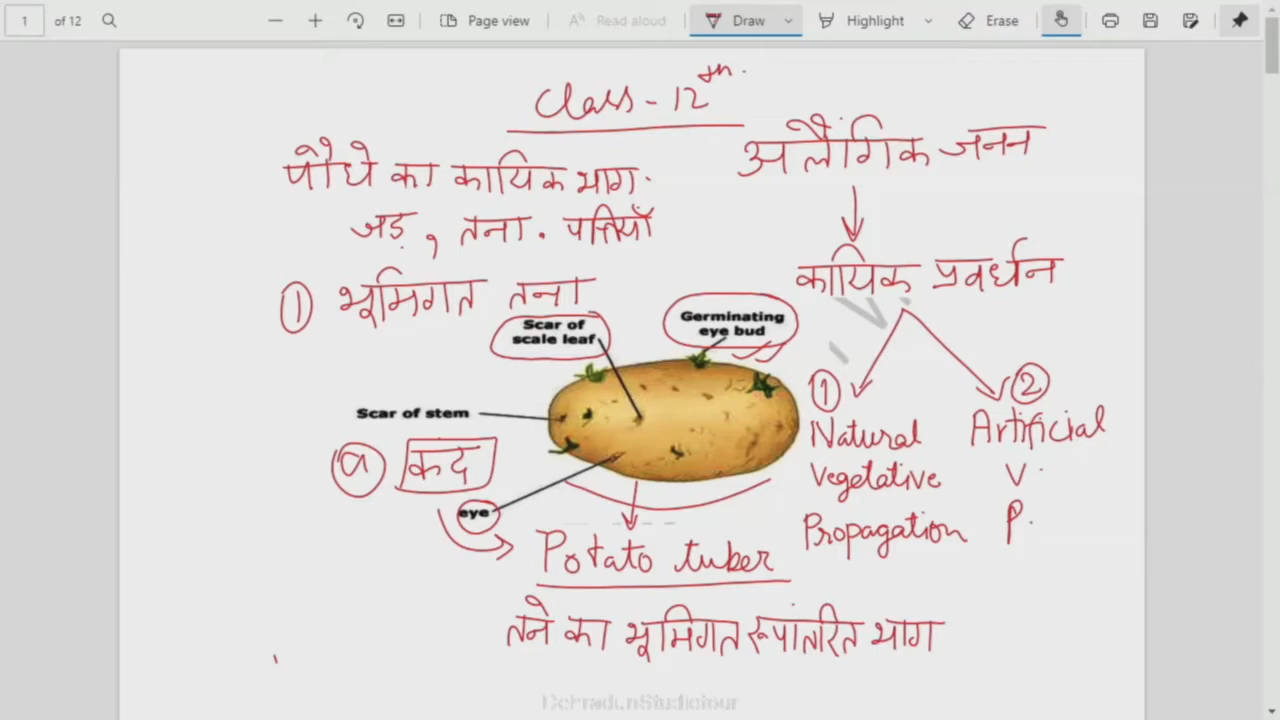 1 of 12 Page view Read aloud Draw Highlight Erase
Class - 12th.
पौधे का कायिक भाग.
जड़, तना. पत्तियाँ
① भूमिगत तना
अलैंगिक जनन
कायिक प्रवर्धन
Scar of
scale leaf
Germinating
eye bud
Scar of stem
ⓐ कंद
eye
Potato tuber
① Natural
Vegetative
Propagation
② Artificial
V.
P.
तने का भूमिगत रूपांतरित भाग
DehradunStudietour